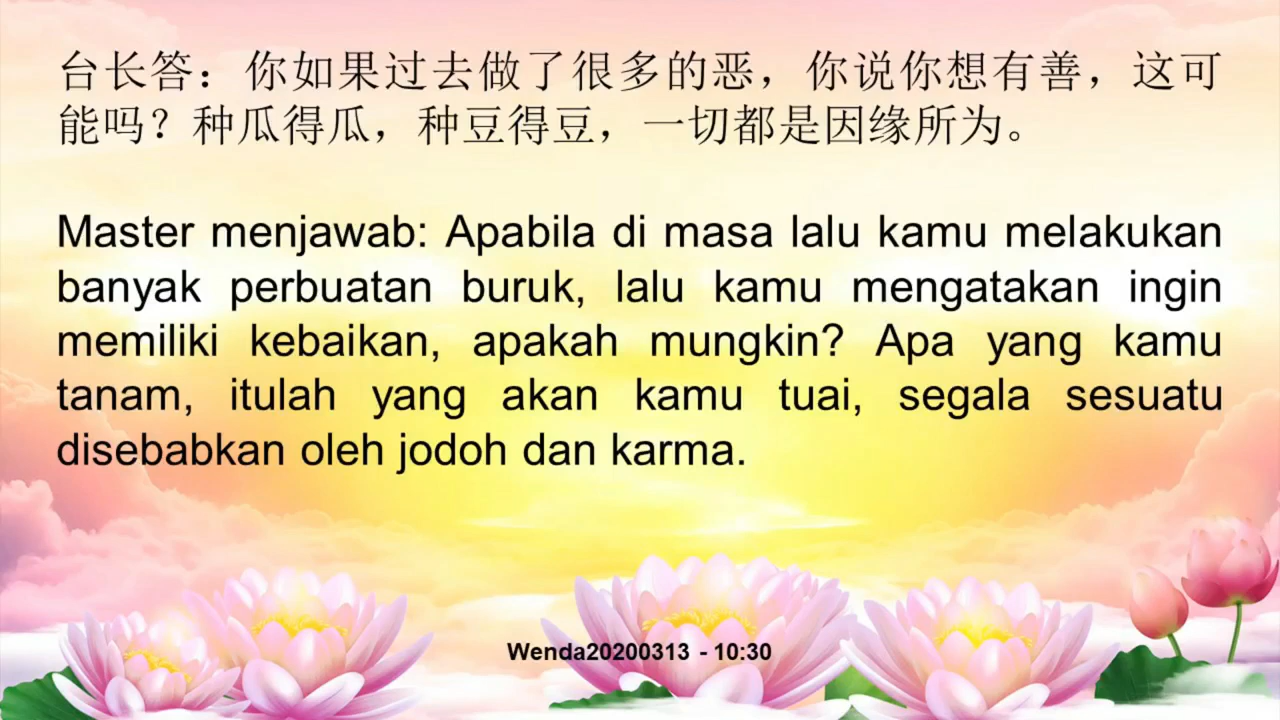 台长答：你如果过去做了很多的恶，你说你想有善，这可
能吗？种瓜得瓜，种豆得豆，一切都是因缘所为。
Master menjawab: Apabila di masa lalu kamu melakukan
banyak perbuatan buruk, lalu kamu mengatakan ingin
memiliki kebaikan, apakah mungkin? Apa yang kamu
tanam, itulah yang akan kamu tuai, segala sesuatu
disebabkan oleh jodoh dan karma.
Wenda20200313 - 10:30